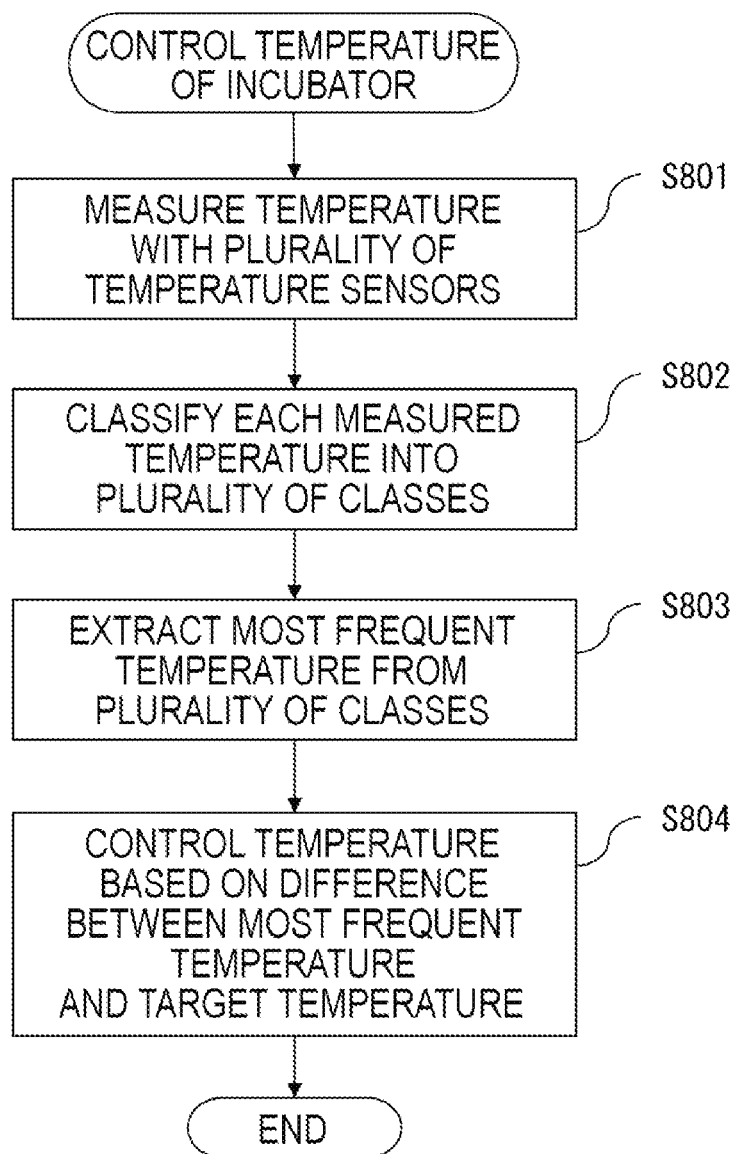 CONTROL TEMPERATURE
OF INCUBATOR
S801
MEASURE TEMPERATURE
WITH PLURALITY OF
TEMPERATURE SENSORS
S802
CLASSIFY EACH MEASURED
TEMPERATURE INTO
PLURALITY OF CLASSES
S803
EXTRACT MOST FREQUENT
TEMPERATURE FROM
PLURALITY OF CLASSES
S804
CONTROL TEMPERATURE
BASED ON DIFFERENCE
BETWEEN MOST FREQUENT
TEMPERATURE
AND TARGET TEMPERATURE
END